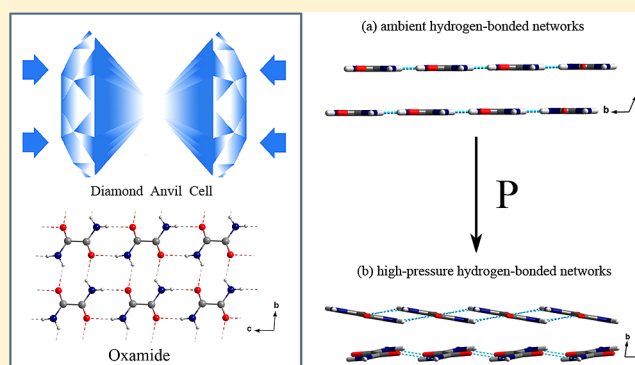 Diamond Anvil Cell
b
c
Oxamide
(a) ambient hydrogen-bonded networks
b
P
(b) high-pressure hydrogen-bonded networks
b